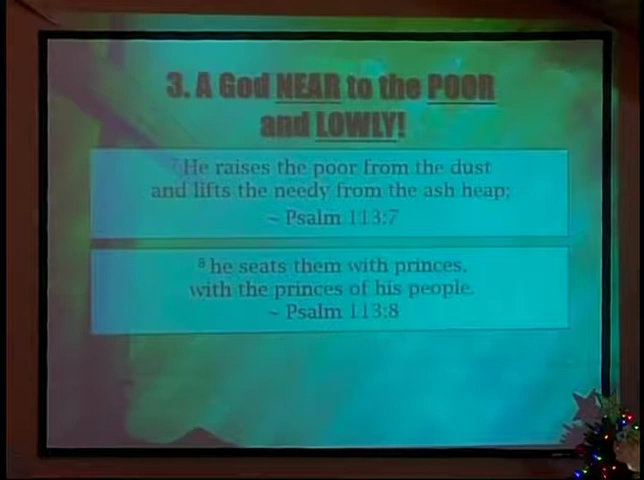 3. A God NEAR to the POOR
and LOWLY!
7 He raises the poor from the dust
and lifts the needy from the ash heap;
~ Psalm 113:7
8 he seats them with princes,
with the princes of his people.
~ Psalm 113:8